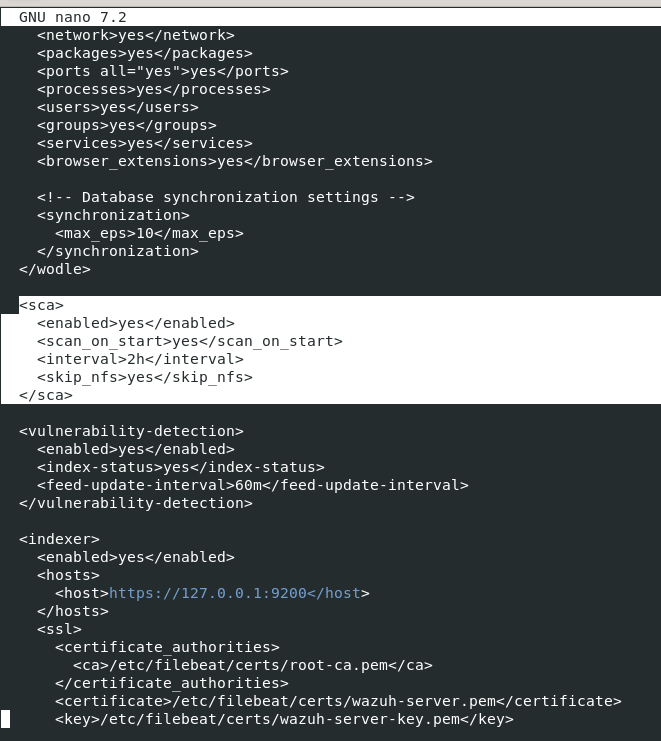 GNU nano 7.2
<network>yes</network>
<packages>yes</packages>
<ports all="yes">yes</ports>
<processes>yes</processes>
<users>yes</users>
<groups>yes</groups>
<services>yes</services>
<browser_extensions>yes</browser_extensions>
<!-- Database synchronization settings -->
<synchronization>
<max_eps>10</max_eps>
</synchronization>
</wodle>
<sca>
<enabled>yes</enabled>
<scan_on_start>yes</scan_on_start>
<interval>2h</interval>
<skip_nfs>yes</skip_nfs>
</sca>
<vulnerability-detection>
<enabled>yes</enabled>
<index-status>yes</index-status>
<feed-update-interval>60m</feed-update-interval>
</vulnerability-detection>
<indexer>
<enabled>yes</enabled>
<hosts>
<host>https://127.0.0.1:9200</host>
</hosts>
<ssl>
<certificate_authorities>
<ca>/etc/filebeat/certs/root-ca.pem</ca>
</certificate_authorities>
<certificate>/etc/filebeat/certs/wazuh-server.pem</certificate>
<key>/etc/filebeat/certs/wazuh-server-key.pem</key>